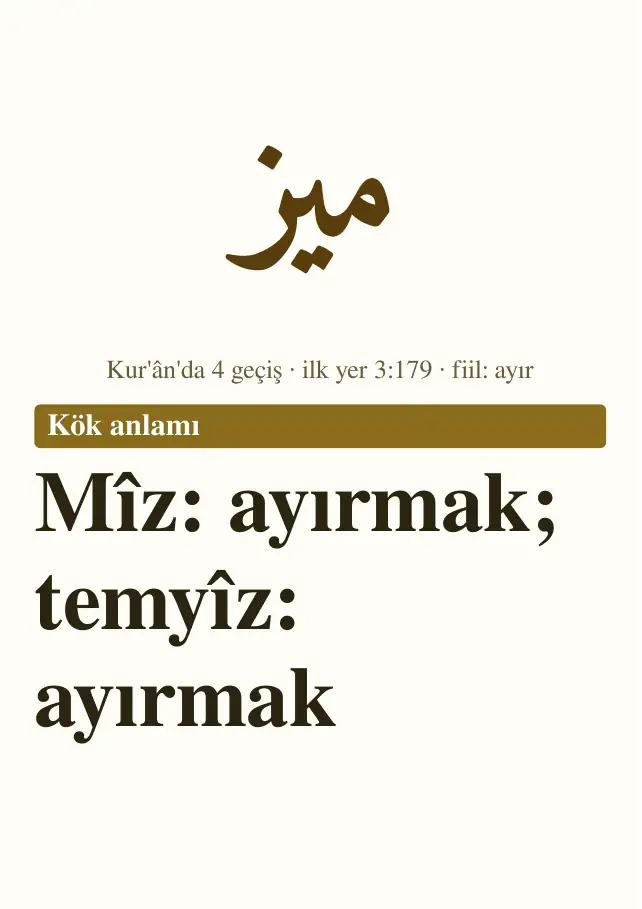 ميز
Kur'ân'da 4 geçiş · ilk yer 3:179 · fiil: ayır
Kök anlamı
Mîz: ayırmak;
temyîz:
ayırmak